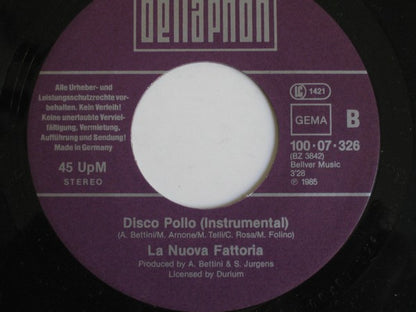 bellaphon
Alle Urheber- und
Leistungsschutzrechte vor-
behalten. Kein Verleih!
Keine unerlaubte Verviel-
fältigung, Vermietung,
Aufführung und Sendung!
Made in Germany
45 UpM
STEREO
LC 1421
GEMA
B
100·07·326
(BZ 3842)
Bellver Music
3'28
℗ 1985
Disco Pollo (Instrumental)
(A. Bettini/M. Arnone/M. Telli/C. Rosa/M. Folino)
La Nuova Fattoria
Produced by A. Bettini & S. Jurgens
Licensed by Durium